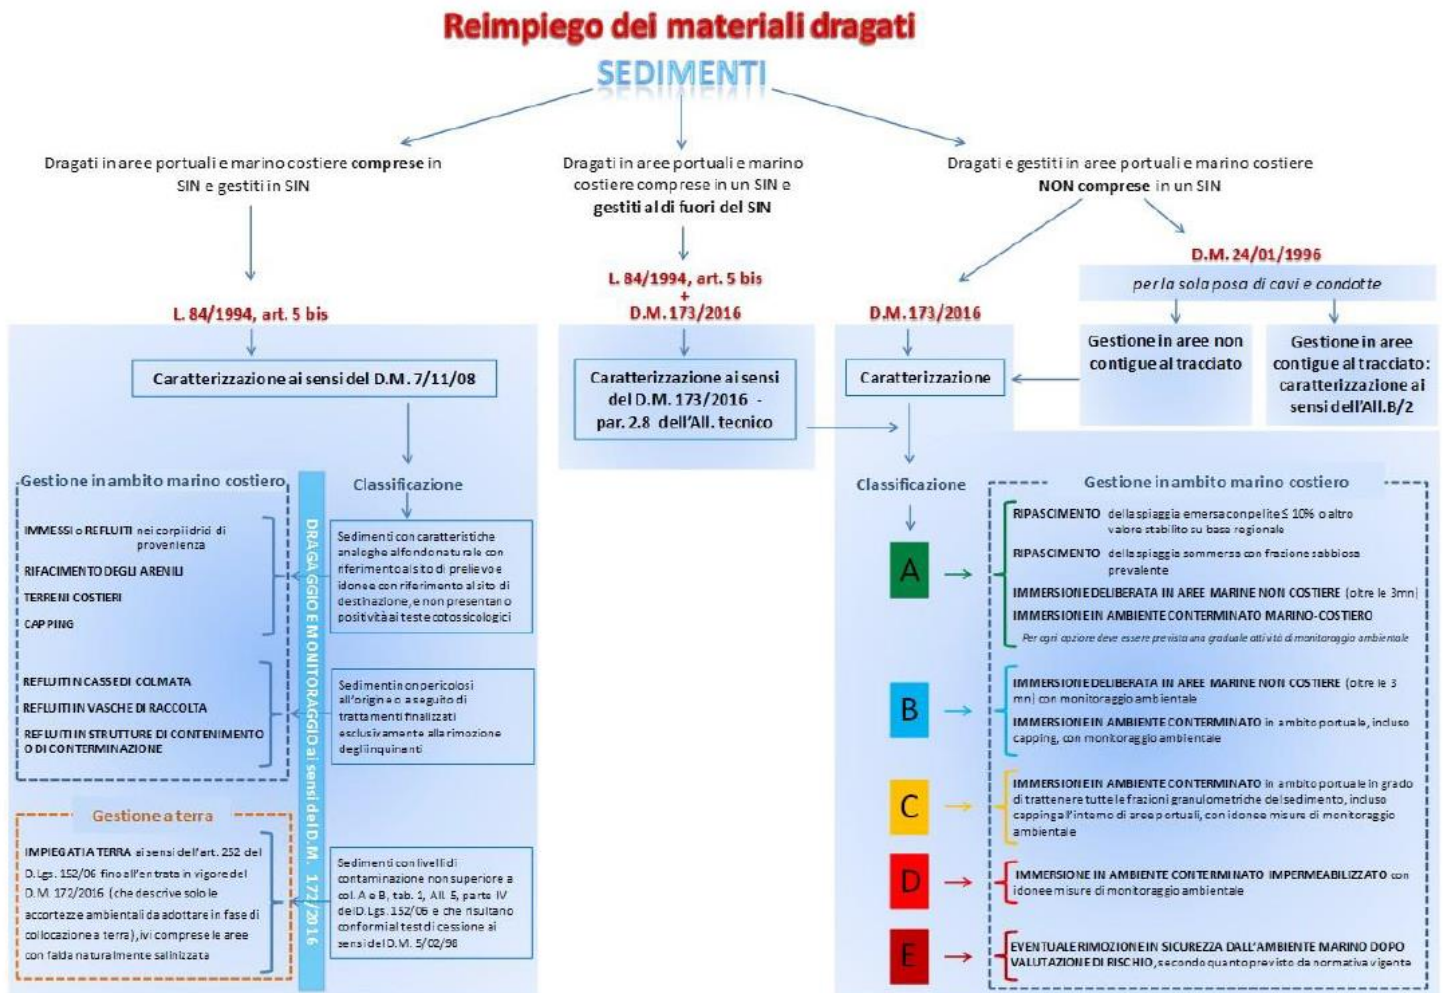 Reimpiego dei materiali dragati
SEDIMENTI
Dragati in aree portuali e marino costiere comprese in
SIN e gestiti in SIN
Dragati in aree portuali e marino
costiere comprese in un SIN e
gestiti al di fuori del SIN
Dragati e gestiti in aree portuali e marino costiere
NON comprese in un SIN
L. 84/1994, art. 5 bis
L. 84/1994, art. 5 bis
+
D.M. 173/2016
D.M. 173/2016
D.M. 24/01/1996
per la sola posa di cavi e condotte
Gestione in aree non
contigue al tracciato
Gestione in aree
contigue al tracciato:
caratterizzazione ai
sensi dell'All.B/2
Caratterizzazione ai sensi del D.M. 7/11/08
Caratterizzazione ai sensi
del D.M. 173/2016 -
par. 2.8 dell'All. tecnico
Caratterizzazione
Gestione in ambito marino costiero
IMMESSI o REFLUITI nei corpi idrici di
provenienza
RIFACIMENTO DEGLI ARENILI
TERRENI COSTIERI
CAPPING
REFLUITI IN CASSE DI COLMATA
REFLUITI IN VASCHE DI RACCOLTA
REFLUITI IN STRUTTURE DI CONTENIMENTO
O DI CONTERMINAZIONE
Gestione a terra
IMPIEGATI A TERRA ai sensi dell'art. 252 del
D.Lgs. 152/06 fino all'entrata in vigore del
D.M. 172/2016 (che descrive solo le
accortezze ambientali da adottare in fase di
collocazione a terra), ivi comprese le aree
con falda naturalmente salinizzata
DRAGAGGIO E MONITORAGGIO ai sensi del D.M. 172/2016
Classificazione
Sedimenti con caratteristiche
analoghe al fondo naturale con
riferimento al sito di prelievo e
idonee con riferimento al sito di
destinazione, e non presentano
positività ai test ecotossicologici
Sedimenti non pericolosi
all'origine o a seguito di
trattamenti finalizzati
esclusivamente alla rimozione
degli inquinanti
Sedimenti con livelli di
contaminazione non superiore a
col. A e B, tab. 1, All. 5, parte IV
del D.Lgs. 152/06 e che risultano
conformi al test di cessione ai
sensi del D.M. 5/02/98
Classificazione
Gestione in ambito marino costiero
A
RIPASCIMENTO della spiaggia emersa con pelite ≤ 10% o altro
valore stabilito su base regionale
RIPASCIMENTO della spiaggia sommersa con frazione sabbiosa
prevalente
IMMERSIONE DELIBERATA IN AREE MARINE NON COSTIERE (oltre le 3mn)
IMMERSIONE IN AMBIENTE CONTERMINATO MARINO-COSTIERO
Per ogni opzione deve essere prevista una graduale attività di monitoraggio ambientale
B
IMMERSIONE DELIBERATA IN AREE MARINE NON COSTIERE (oltre le 3
mn) con monitoraggio ambientale
IMMERSIONE IN AMBIENTE CONTERMINATO in ambito portuale, incluso
capping, con monitoraggio ambientale
C
IMMERSIONE IN AMBIENTE CONTERMINATO in ambito portuale in grado
di trattenere tutte le frazioni granulometriche del sedimento, incluso
capping all'interno di aree portuali, con idonee misure di monitoraggio
ambientale
D
IMMERSIONE IN AMBIENTE CONTERMINATO IMPERMEABILIZZATO con
idonee misure di monitoraggio ambientale
E
EVENTUALE RIMOZIONE IN SICUREZZA DALL'AMBIENTE MARINO DOPO
VALUTAZIONE DI RISCHIO, secondo quanto previsto da normativa vigente